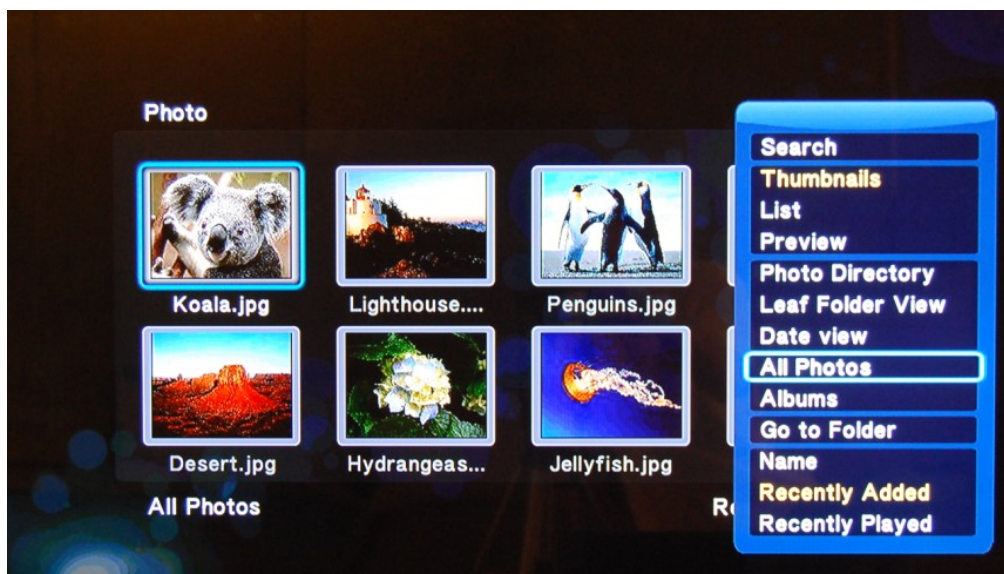 Photo
Koala.jpg
Lighthouse....
Penguins.jpg
Desert.jpg
Hydrangeas...
Jellyfish.jpg
All Photos
Search
Thumbnails
List
Preview
Photo Directory
Leaf Folder View
Date view
All Photos
Albums
Go to Folder
Name
Recently Added
Recently Played